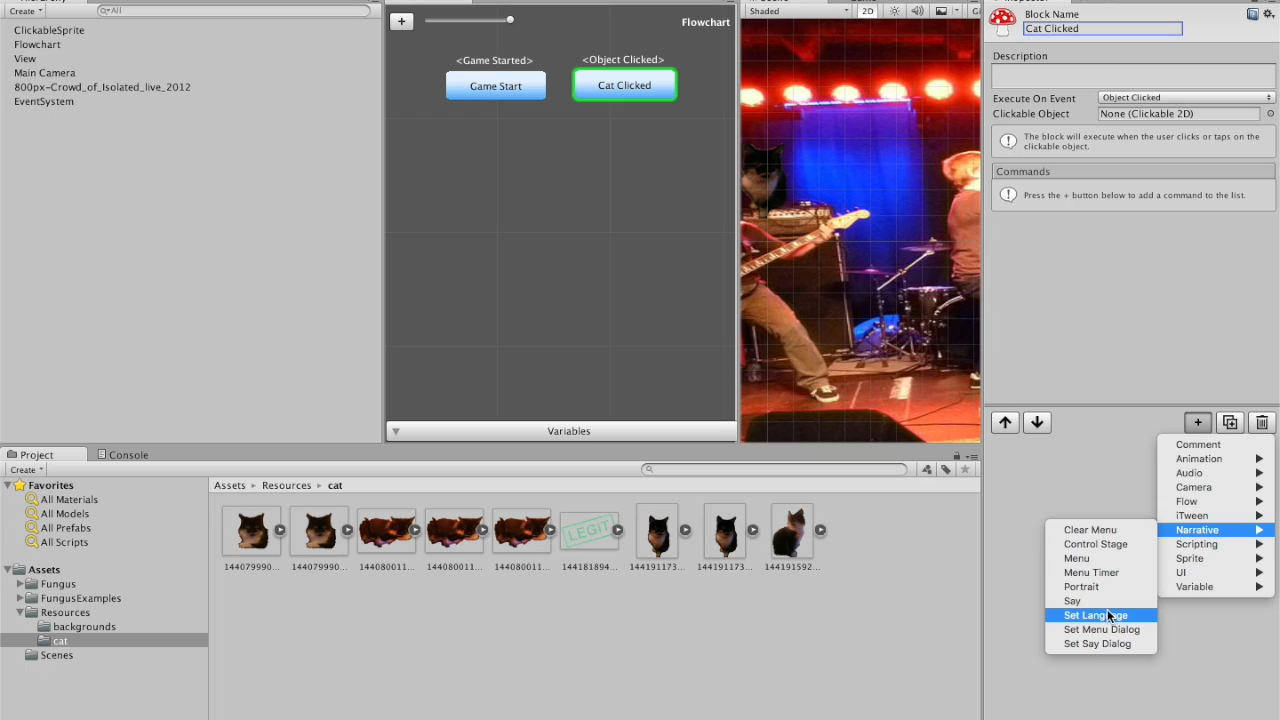 Create
All
ClickableSprite
Flowchart
View
Main Camera
800px-Crowd_of_Isolated_live_2012
EventSystem
+
Flowchart
<Game Started>
<Object Clicked>
Game Start
Cat Clicked
Variables
Shaded
2D
Block Name
Cat Clicked
Description
Execute On Event
Object Clicked
Clickable Object
None (Clickable 2D)
The block will execute when the user clicks or taps on the
clickable object.
Commands
Press the + button below to add a command to the list.
+
Comment
Animation
Audio
Camera
Flow
iTween
Narrative
Scripting
Sprite
UI
Variable
Clear Menu
Control Stage
Menu
Menu Timer
Portrait
Say
Set Language
Set Menu Dialog
Set Say Dialog
Project
Console
Create
Favorites
All Materials
All Models
All Prefabs
All Scripts
Assets
Fungus
FungusExamples
Resources
backgrounds
cat
Scenes
Assets ▸ Resources ▸ cat
LEGIT
144079990...
144079990...
144080011...
144080011...
144080011...
144181894...
144191173...
144191173...
144191592...